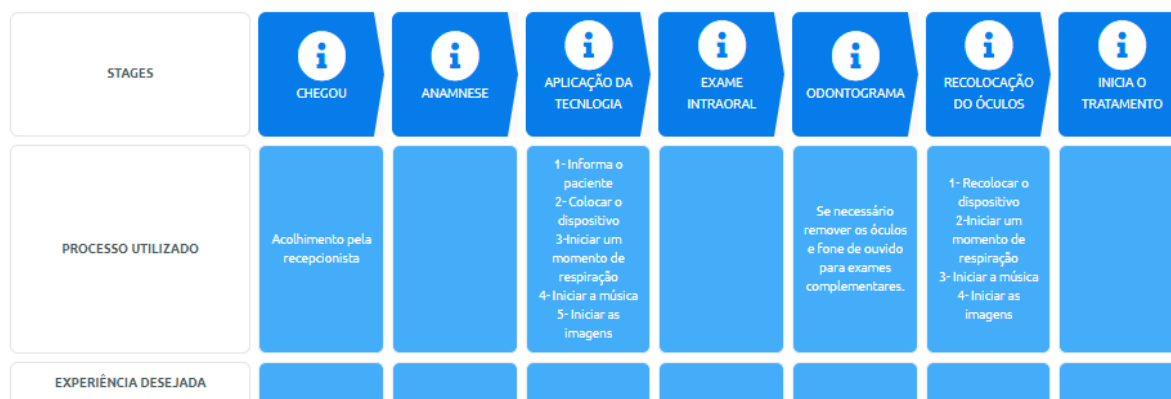 STAGES
CHEGOU
ANAMNESE
APLICAÇÃO DA
TECNLOGIA
EXAME
INTRAORAL
ODONTOGRAMA
RECOLOCAÇÃO
DO ÓCULOS
INICIA O
TRATAMENTO
PROCESSO UTILIZADO
Acolhimento pela
recepcionista
1- Informa o
paciente
2- Colocar o
dispositivo
3-Iniciar um
momento de
respiração
4- Iniciar a música
5- Iniciar as
imagens
Se necessário
remover os óculos
e fone de ouvido
para exames
complementares.
1- Recolocar o
dispositivo
2-Iniciar um
momento de
respiração
3- Iniciar a música
4- Iniciar as
imagens
EXPERIÊNCIA DESEJADA